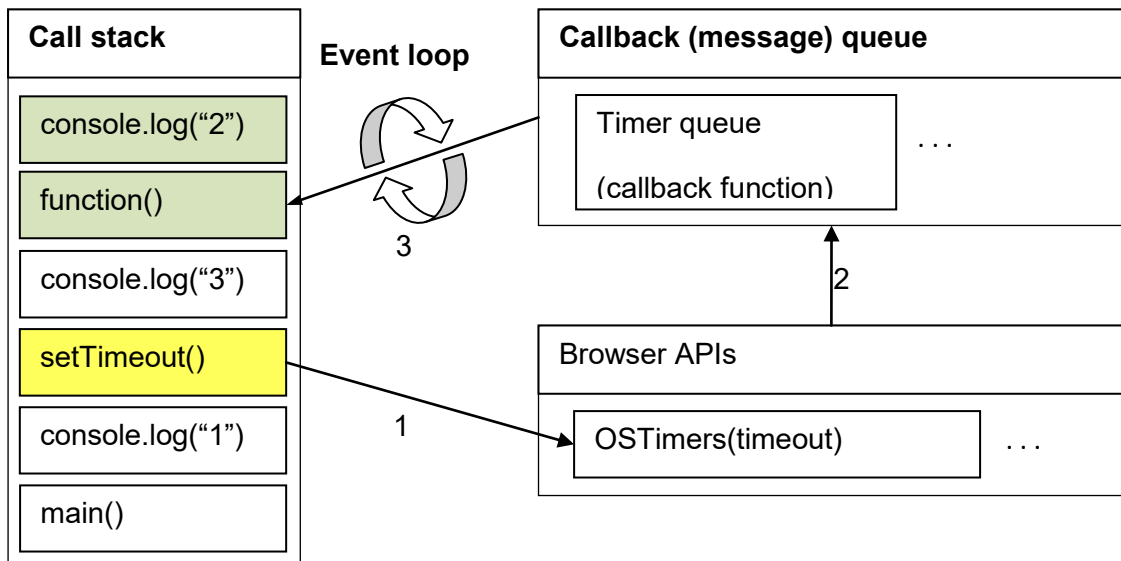 Call stack
console.log(“2”)
function()
console.log(“3”)
setTimeout()
console.log(“1”)
main()
Event loop
3
1
Callback (message) queue
Timer queue
(callback function)
. . .
2
Browser APIs
OSTimers(timeout)
. . .